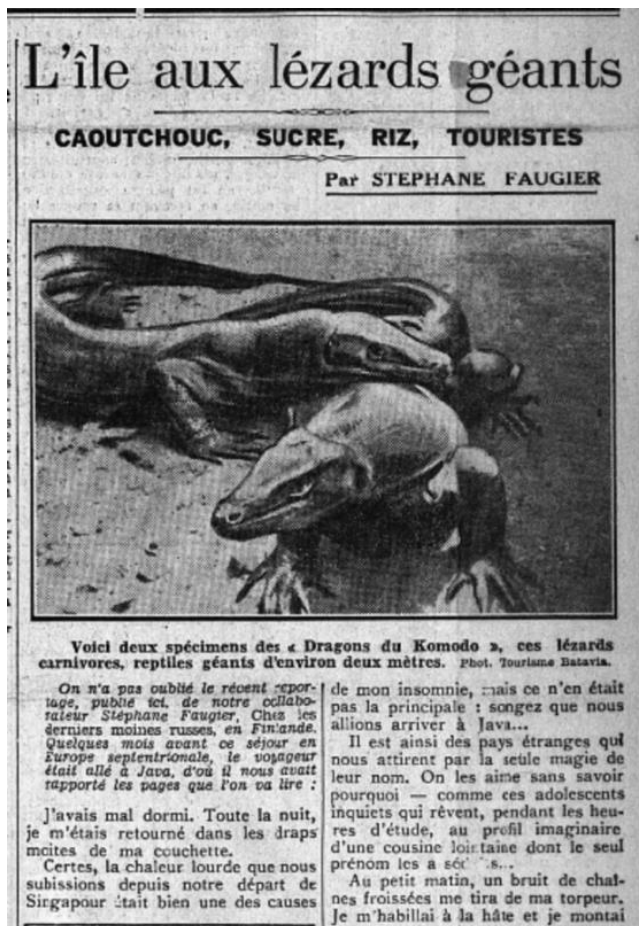 L'île aux lézards géants
CAOUTCHOUC, SUCRE, RIZ, TOURISTES
Par STEPHANE FAUGIER
Voici deux spécimens des « Dragons du Komodo », ces lézards
carnivores, reptiles géants d'environ deux mètres. Phot. Tourisme Batavia.
On n'a pas oublié le récent repor-
tage, publié ici, de notre collabo-
rateur Stéphane Faugier, Chez les
derniers moines russes, en Finlande.
Quelques mois avant ce séjour en
Europe septentrionale, le voyageur
était allé à Java, d'où il nous avait
rapporté les pages que l'on va lire :
J'avais mal dormi. Toute la nuit,
je m'étais retourné dans les draps
moites de ma couchette.
Certes, la chaleur lourde que nous
subissions depuis notre départ de
Singapour était bien une des causes
de mon insomnie, mais ce n'en était
pas la principale : songez que nous
allions arriver à Java...
Il est ainsi des pays étranges qui
nous attirent par la seule magie de
leur nom. On les aime sans savoir
pourquoi — comme ces adolescents
inquiets qui rêvent, pendant les heu-
res d'étude, au profil imaginaire
d'une cousine lointaine dont le seul
prénom les a
Au petit matin, un bruit de chaî-
nes froissées me tira de ma torpeur.
Je m'habillai à la hâte et je montai